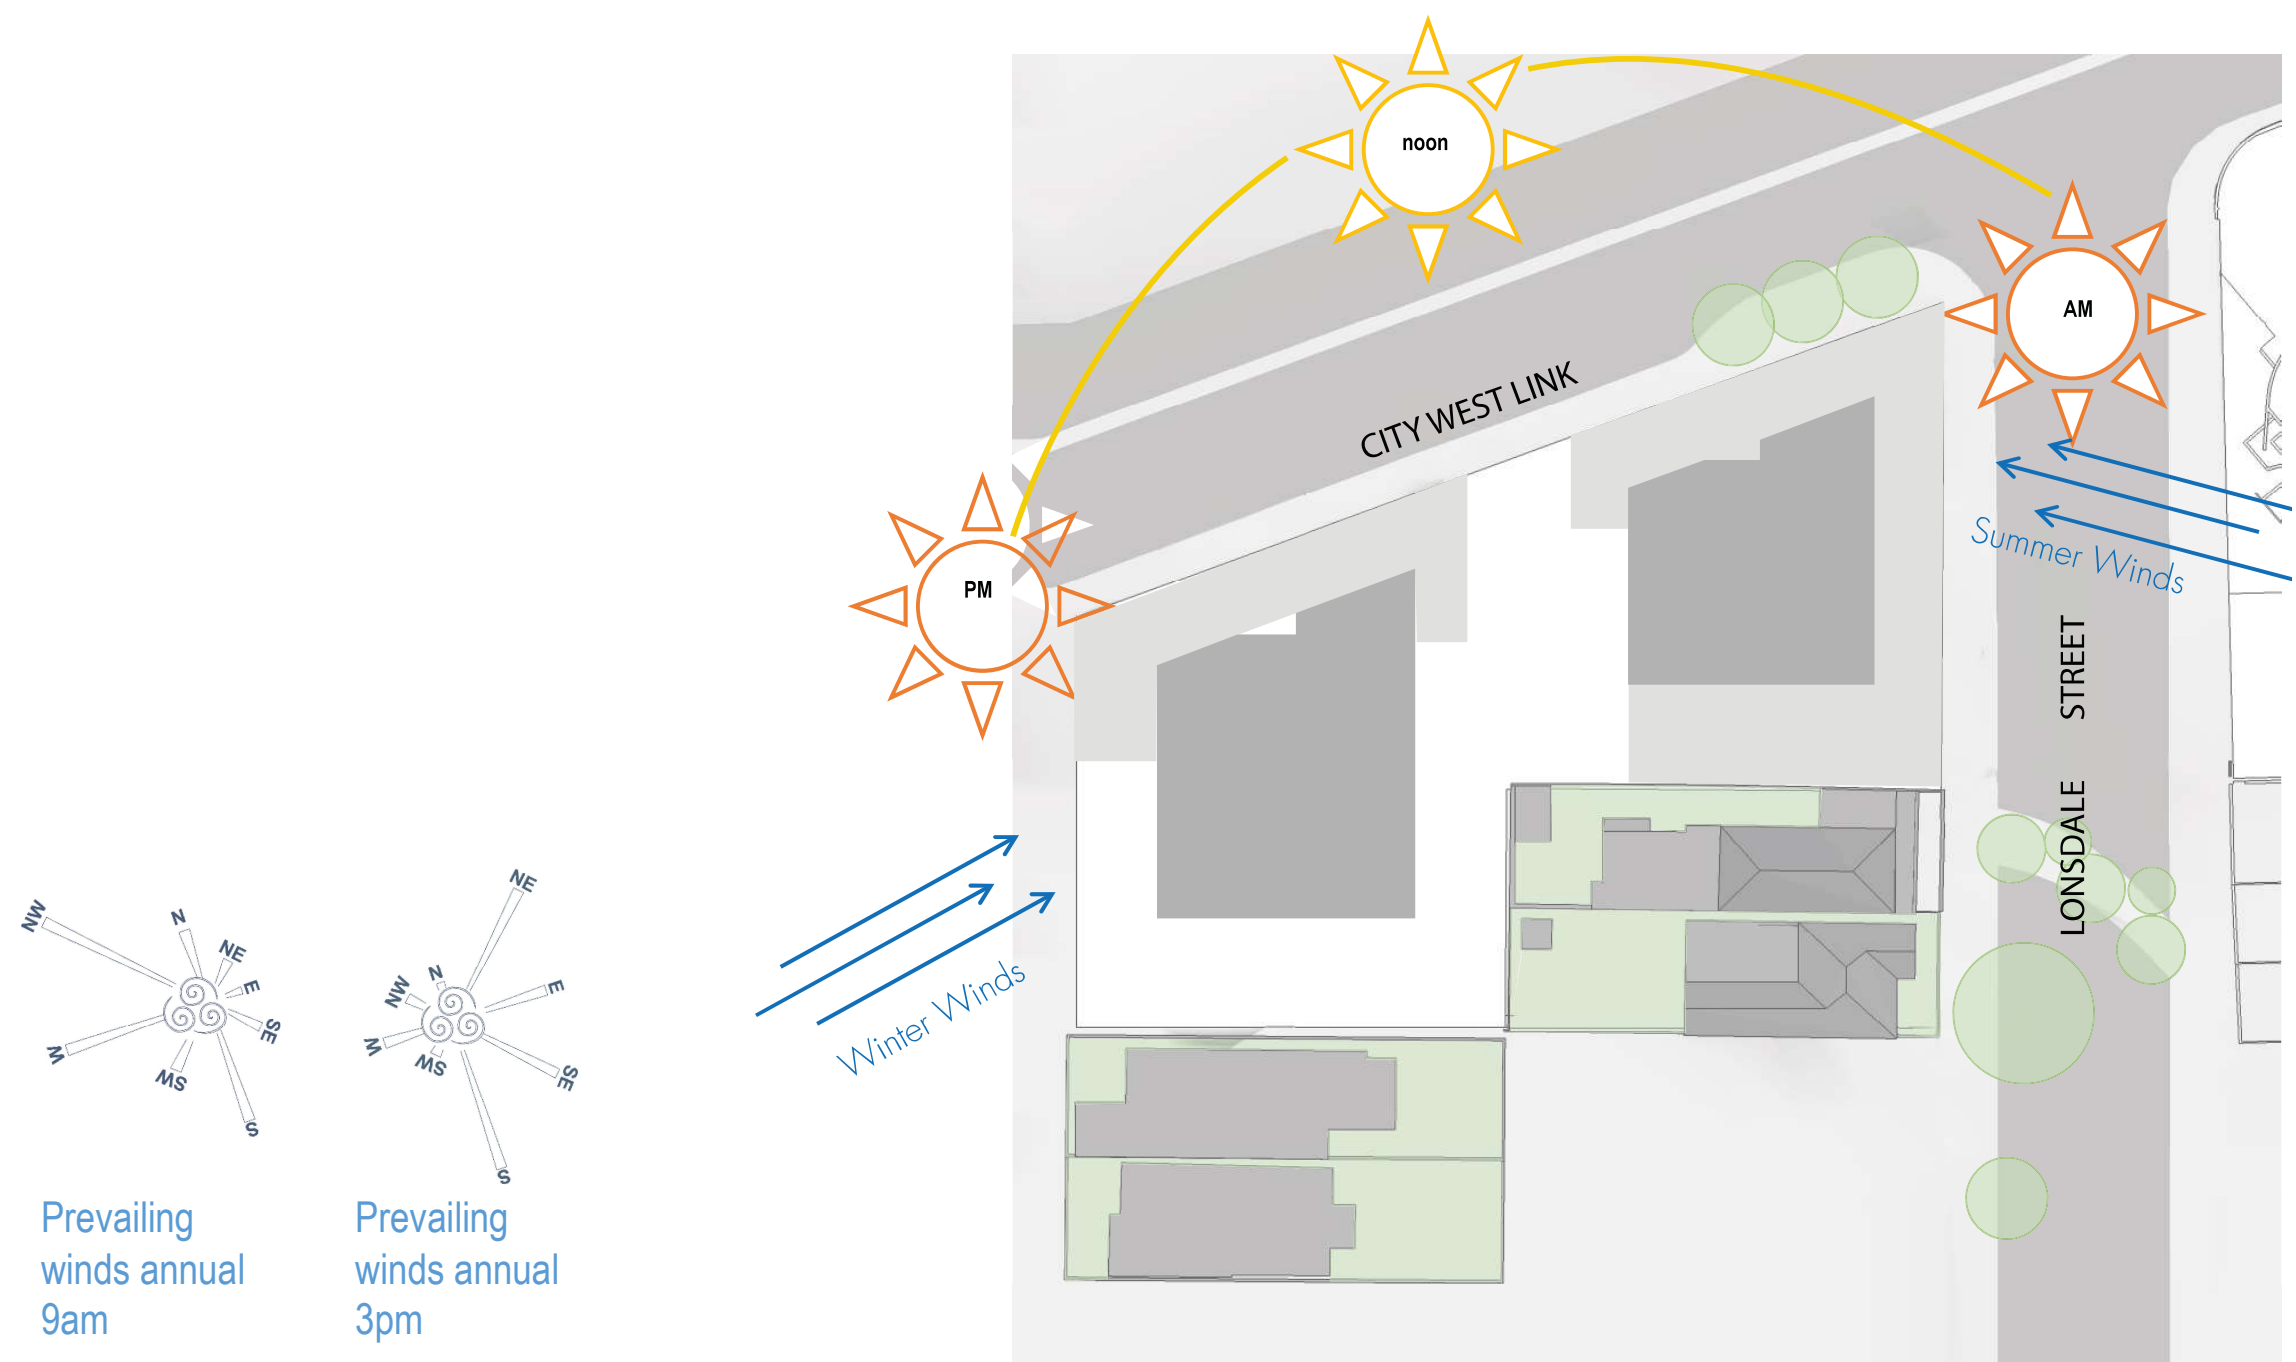 noon
AM
PM
CITY WEST LINK
Summer Winds
LONSDALE STREET
Winter Winds
NW
N
NE
E
SE
S
SW
W
NE
E
SE
S
SW
W
NW
N
Prevailing
winds annual
9am
Prevailing
winds annual
3pm